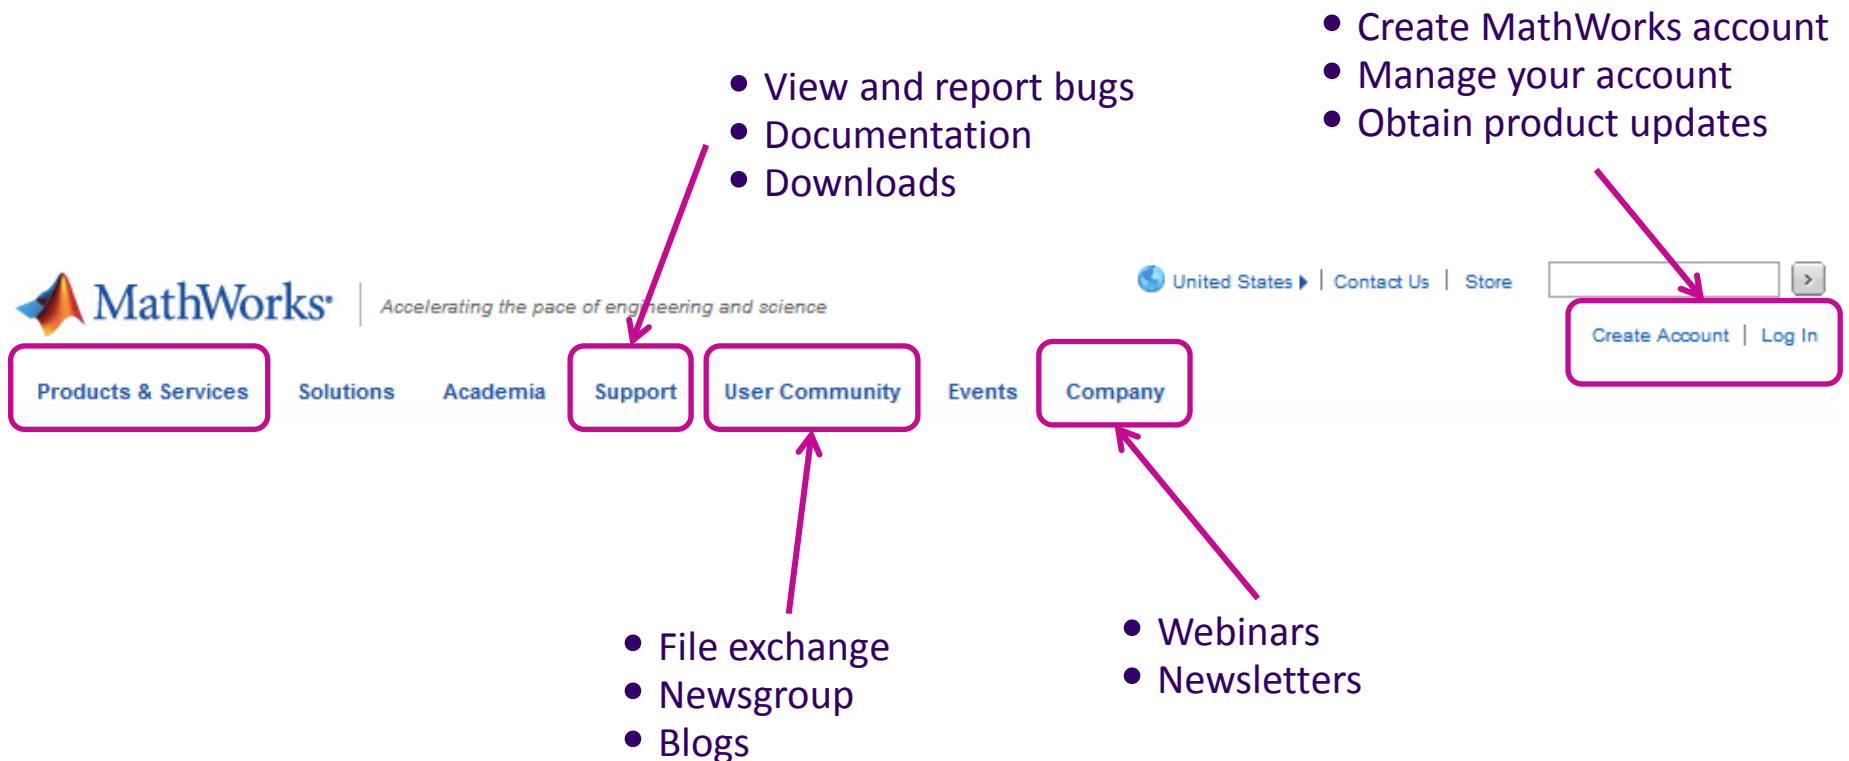 • Create MathWorks account
• Manage your account
• Obtain product updates
• View and report bugs
• Documentation
• Downloads
United States | Contact Us | Store
>
MathWorks® | Accelerating the pace of engineering and science
Create Account | Log In
Products & Services Solutions Academia Support User Community Events Company
• File exchange
• Newsgroup
• Blogs
• Webinars
• Newsletters